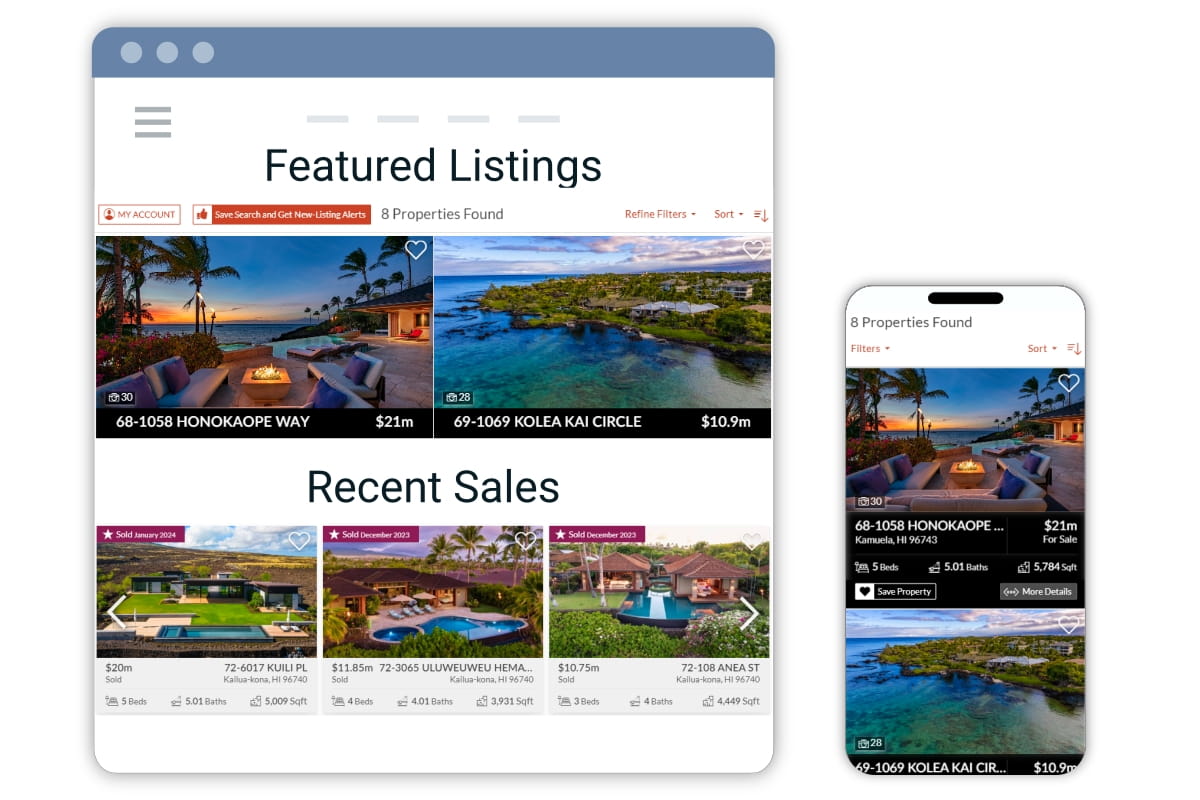 Featured Listings
MY ACCOUNT
Save Search and Get New-Listing Alerts
8 Properties Found
Refine Filters
Sort
30
68-1058 HONOKAOPE WAY $21m
28
69-1069 KOLEA KAI CIRCLE $10.9m
Recent Sales
Sold January 2024
$20m 72-6017 KUILI PL
Sold Kailua-kona, HI 96740
5 Beds 5.01 Baths 5,009 Sqft
Sold December 2023
$11.85m 72-3065 ULUWEUWEU HEMA...
Sold Kailua-kona, HI 96740
4 Beds 4.01 Baths 3,931 Sqft
Sold December 2023
$10.75m 72-108 ANEA ST
Sold Kailua-kona, HI 96740
3 Beds 4 Baths 4,449 Sqft
8 Properties Found
Filters Sort
30
68-1058 HONOKAOPE ... $21m
Kamuela, HI 96743 For Sale
5 Beds 5.01 Baths 5,784 Sqft
Save Property More Details
28
69-1069 KOLEA KAI CIR... $10.9m